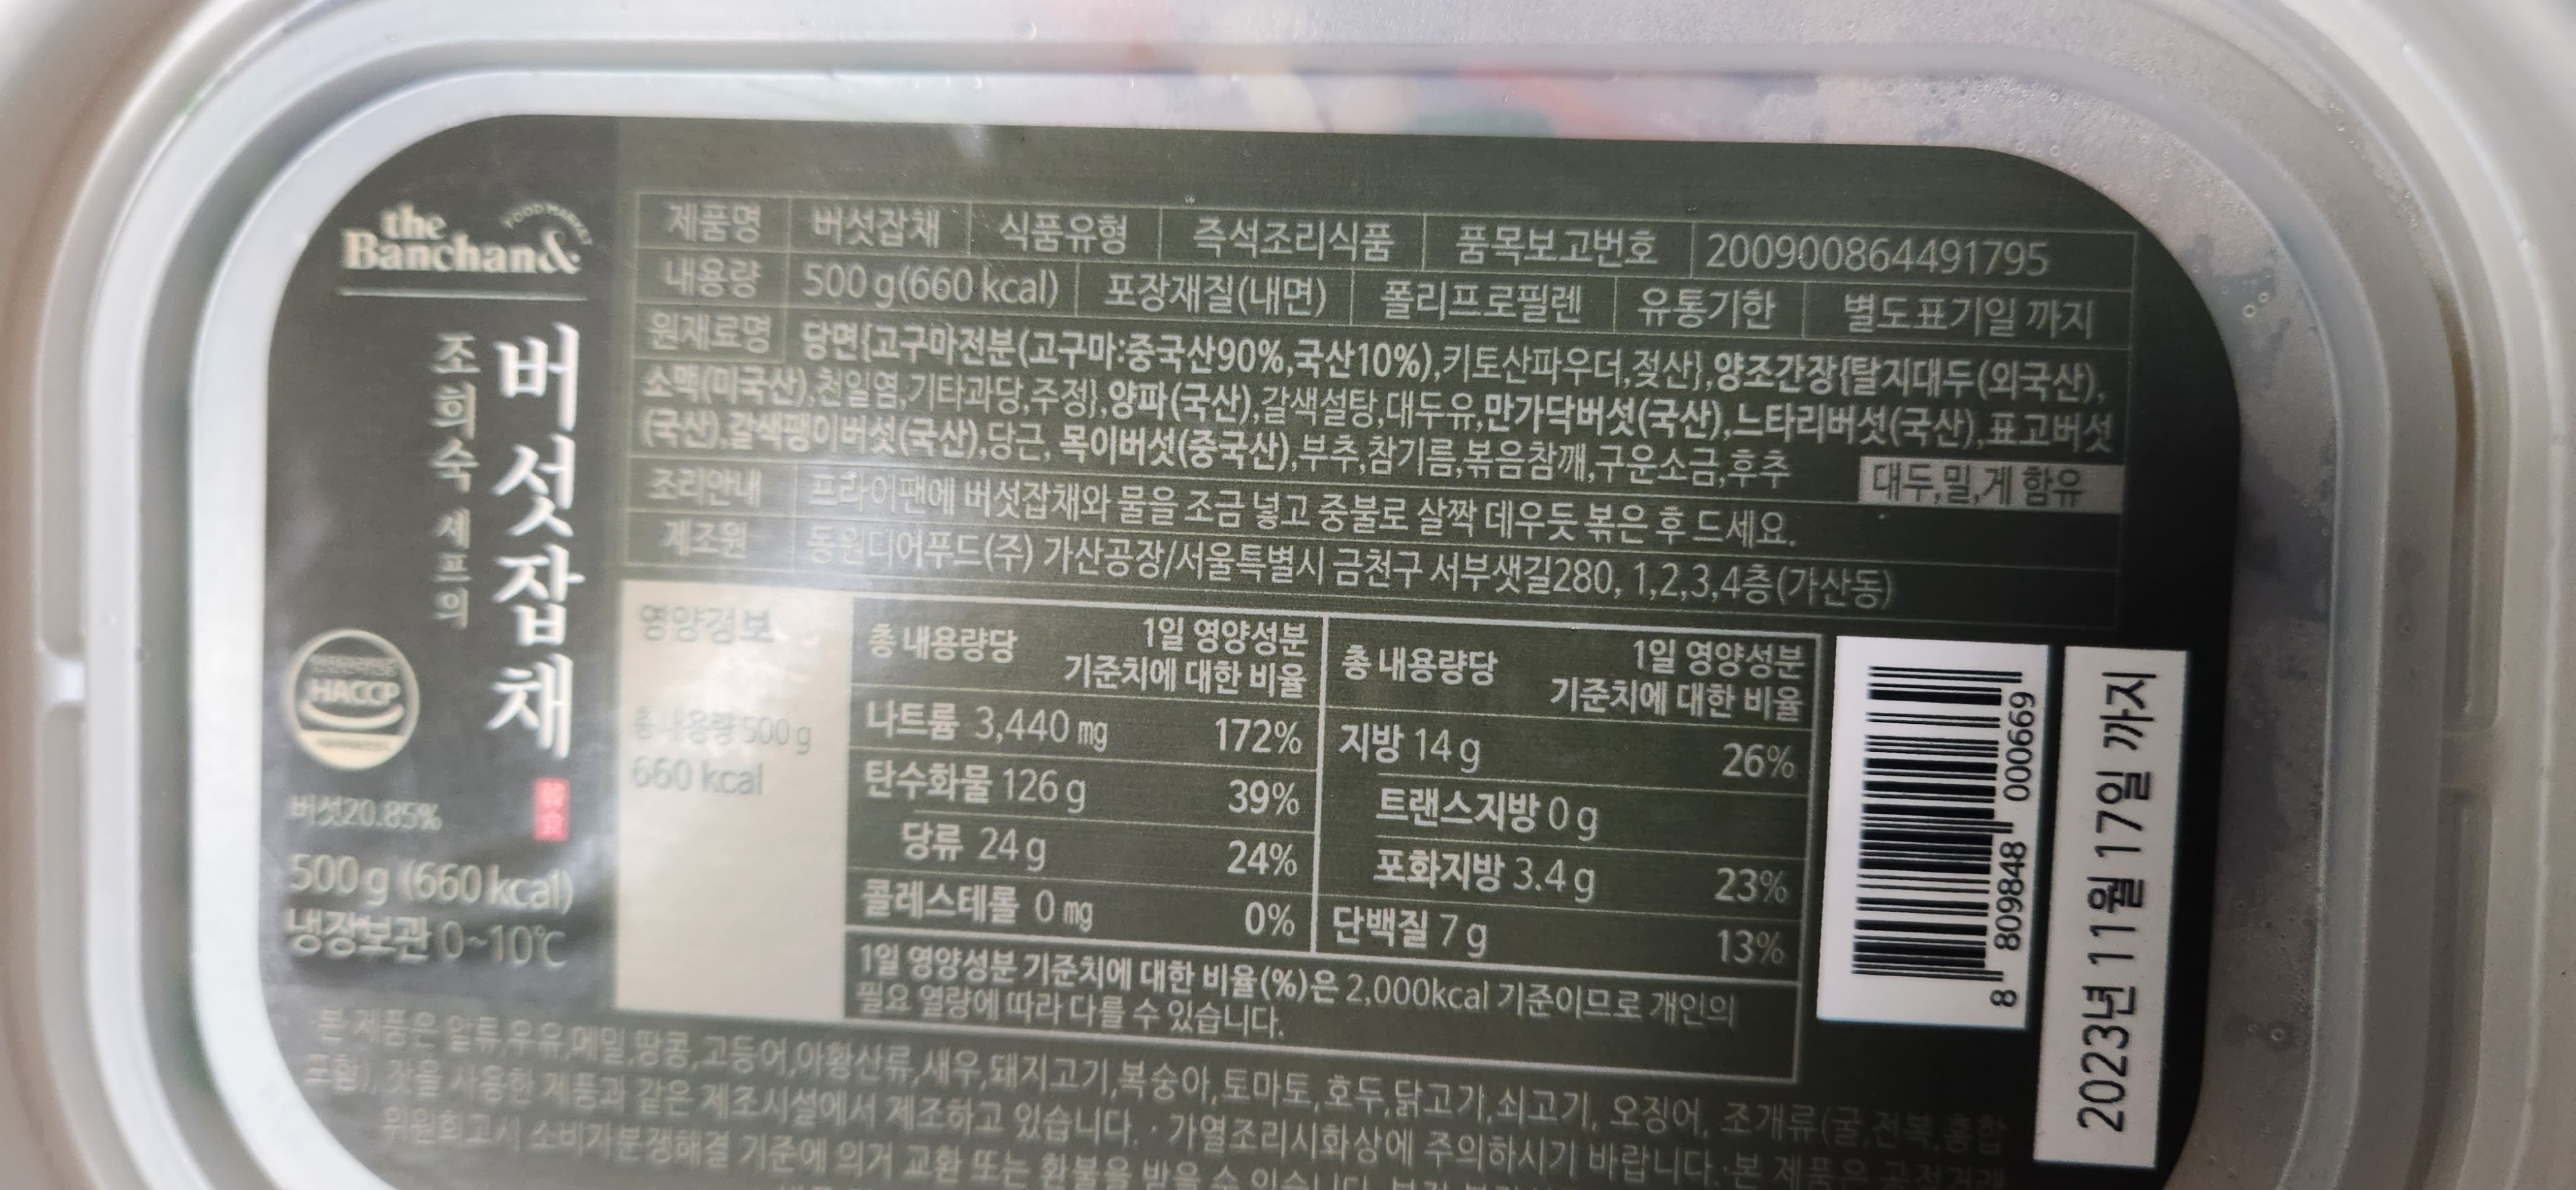 the
Banchan&
FOOD MARKET
조희숙 셰프의
버섯잡채
韓食
HACCP
버섯20.85%
500 g (660 kcal)
냉장보관 0~10℃
제품명 버섯잡채 식품유형 즉석조리식품 품목보고번호 200900864491795
내용량 500 g(660 kcal) 포장재질(내면) 폴리프로필렌 유통기한 별도표기일 까지
원재료명 당면{고구마전분(고구마:중국산90%,국산10%),키토산파우더,젖산},양조간장{탈지대두(외국산),
소맥(미국산),천일염,기타과당,주정},양파(국산),갈색설탕,대두유,만가닥버섯(국산),느타리버섯(국산),표고버섯
(국산),갈색팽이버섯(국산),당근, 목이버섯(중국산),부추,참기름,볶음참깨,구운소금,후추 대두,밀,게 함유
조리안내 프라이팬에 버섯잡채와 물을 조금 넣고 중불로 살짝 데우듯 볶은 후 드세요.
제조원 동원디어푸드(주) 가산공장/서울특별시 금천구 서부샛길280, 1,2,3,4층(가산동)
영양정보
총 내용량 500 g
660 kcal
총 내용량당 1일 영양성분
기준치에 대한 비율
나트륨 3,440 mg 172%
탄수화물 126 g 39%
당류 24 g 24%
콜레스테롤 0 mg 0%
총 내용량당 1일 영양성분
기준치에 대한 비율
지방 14 g 26%
트랜스지방 0 g
포화지방 3.4 g 23%
단백질 7 g 13%
1일 영양성분 기준치에 대한 비율(%)은 2,000kcal 기준이므로 개인의
필요 열량에 따라 다를 수 있습니다.
8 809848 000669
2023년 11월 17일 까지
·본 제품은 알류,우유,메밀,땅콩,고등어,아황산류,새우,돼지고기,복숭아,토마토,호두,닭고기,쇠고기, 오징어, 조개류(굴,전복,홍합
포함), 잣을 사용한 제품과 같은 제조시설에서 제조하고 있습니다. ·가열조리시화상에 주의하시기 바랍니다.·본 제품은 공정거래
위원회고시 소비자분쟁해결 기준에 의거 교환 또는 환불을 받을 수 있습니다.